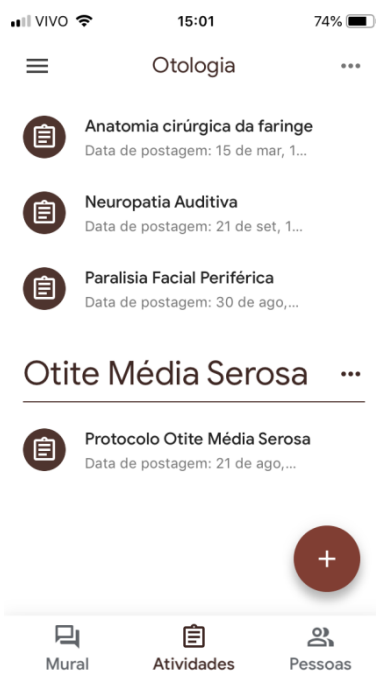 VIVO 15:01 74%
Otologia
Anatomia cirúrgica da faringe
Data de postagem: 15 de mar, 1...
Neuropatia Auditiva
Data de postagem: 21 de set, 1...
Paralisia Facial Periférica
Data de postagem: 30 de ago,...
Otite Média Serosa
Protocolo Otite Média Serosa
Data de postagem: 21 de ago,...
Mural Atividades Pessoas